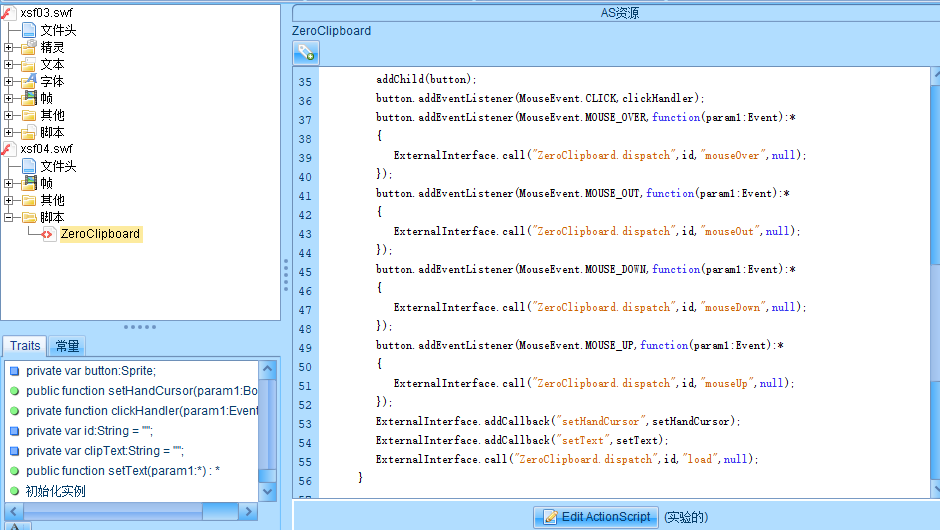 xsf03.swf
文件头
精灵
文本
字体
帧
其他
脚本
xsf04.swf
文件头
帧
其他
脚本
ZeroClipboard
Traits
常量
private var button:Sprite;
public function setHandCursor(param1:Bo
private function clickHandler(param1:Event
private var id:String = "";
private var clipText:String = "";
public function setText(param1:*) : *
初始化实例
AS资源
ZeroClipboard
35 addChild(button);
36 button.addEventListener(MouseEvent.CLICK,clickHandler);
37 button.addEventListener(MouseEvent.MOUSE_OVER,function(param1:Event):*
38 {
39 ExternalInterface.call("ZeroClipboard.dispatch",id,"mouseOver",null);
40 });
41 button.addEventListener(MouseEvent.MOUSE_OUT,function(param1:Event):*
42 {
43 ExternalInterface.call("ZeroClipboard.dispatch",id,"mouseOut",null);
44 });
45 button.addEventListener(MouseEvent.MOUSE_DOWN,function(param1:Event):*
46 {
47 ExternalInterface.call("ZeroClipboard.dispatch",id,"mouseDown",null);
48 });
49 button.addEventListener(MouseEvent.MOUSE_UP,function(param1:Event):*
50 {
51 ExternalInterface.call("ZeroClipboard.dispatch",id,"mouseUp",null);
52 });
53 ExternalInterface.addCallback("setHandCursor",setHandCursor);
54 ExternalInterface.addCallback("setText",setText);
55 ExternalInterface.call("ZeroClipboard.dispatch",id,"load",null);
56 }
Edit ActionScript (实验的)